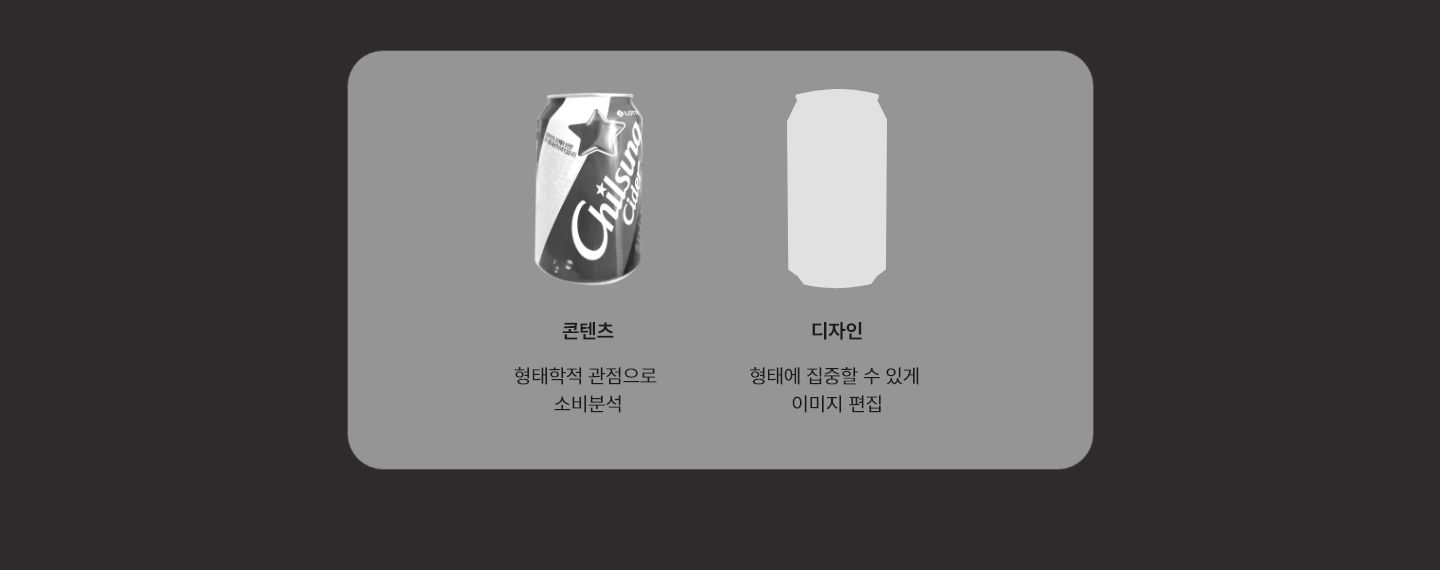 LOTTE
Chilsung
Cider
콘텐츠
디자인
형태학적 관점으로
소비분석
형태에 집중할 수 있게
이미지 편집